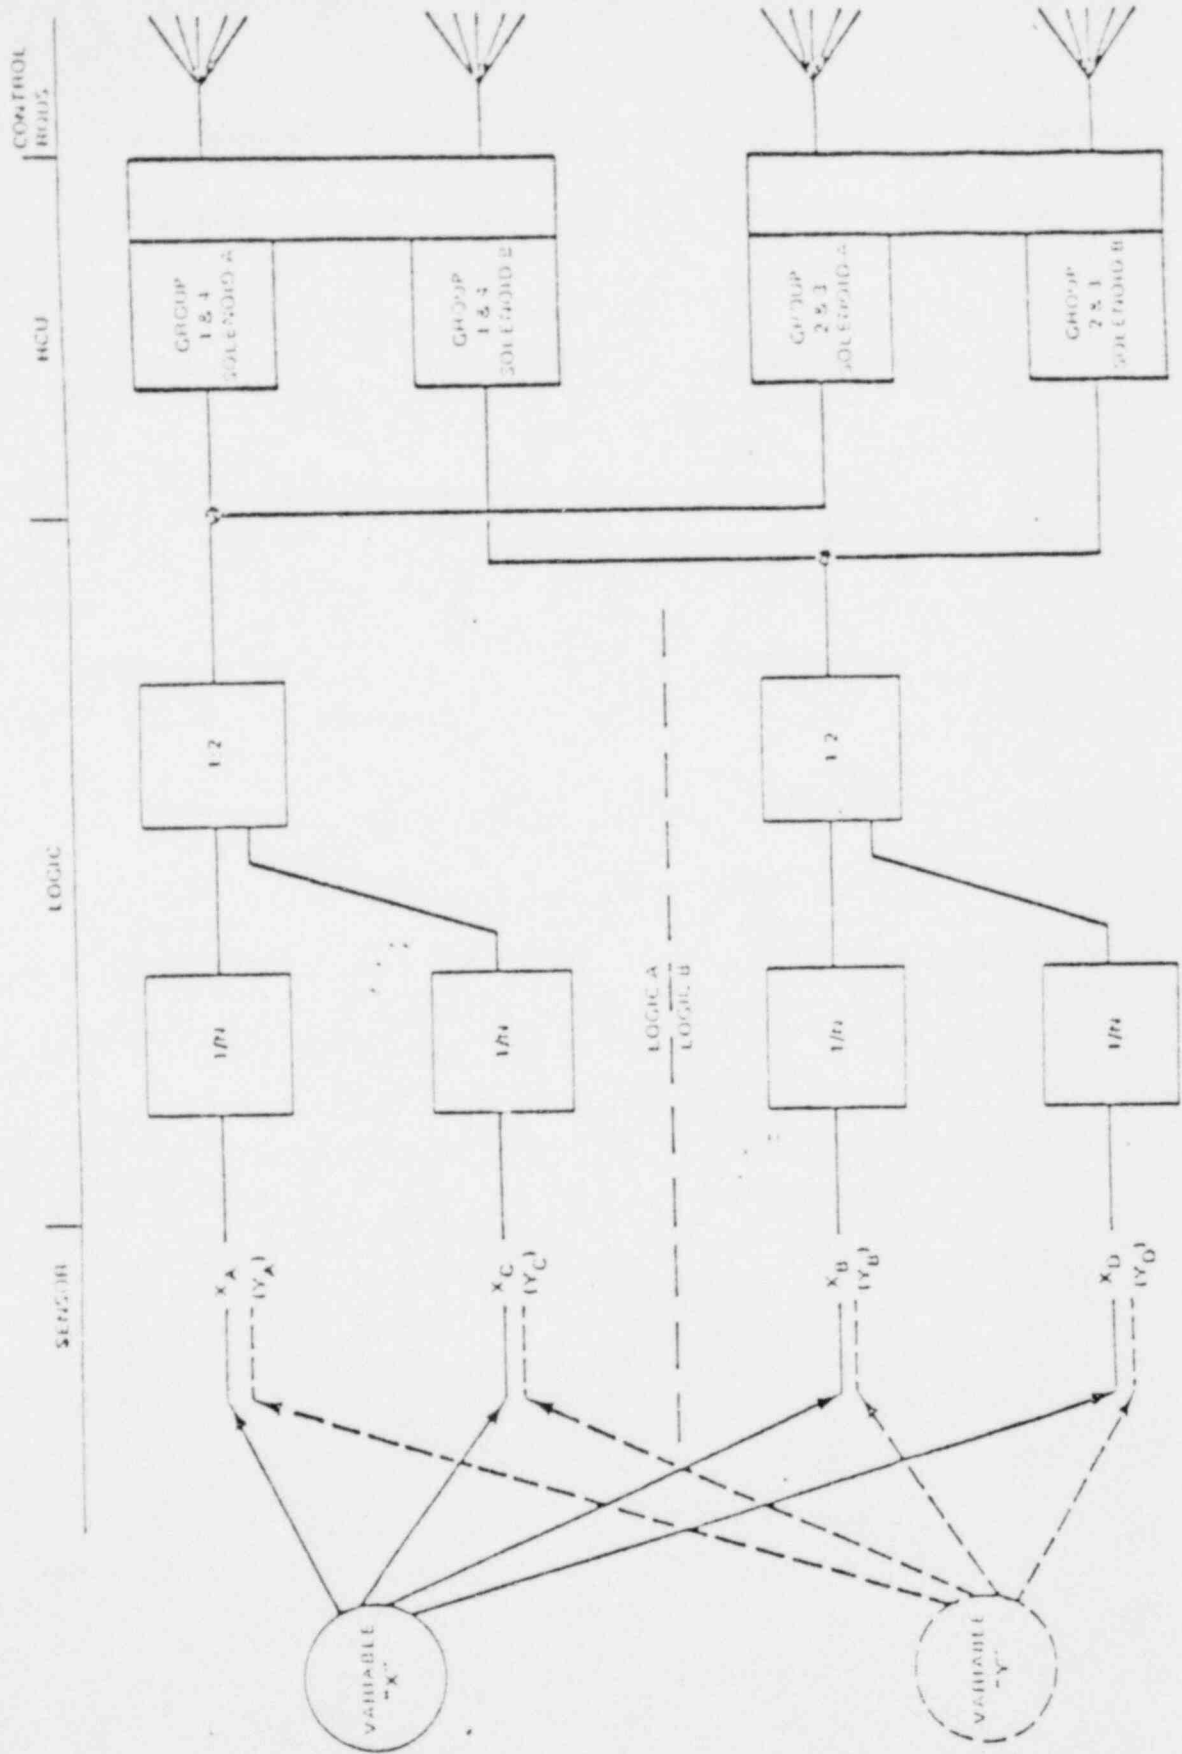 SENSOR
LOGIC
HCU
CONTROL
RODS
VARIABLE
"X"
VARIABLE
"Y"
X_A
(Y_A)
X_C
(Y_C)
X_B
(Y_B)
X_D
(Y_D)
1/N
1/N
1/N
1/N
LOGIC A
LOGIC B
1:2
1:2
GROUP
1 & 4
SOLENOID A
GROUP
1 & 4
SOLENOID B
GROUP
2 & 3
SOLENOID A
GROUP
2 & 3
SOLENOID B